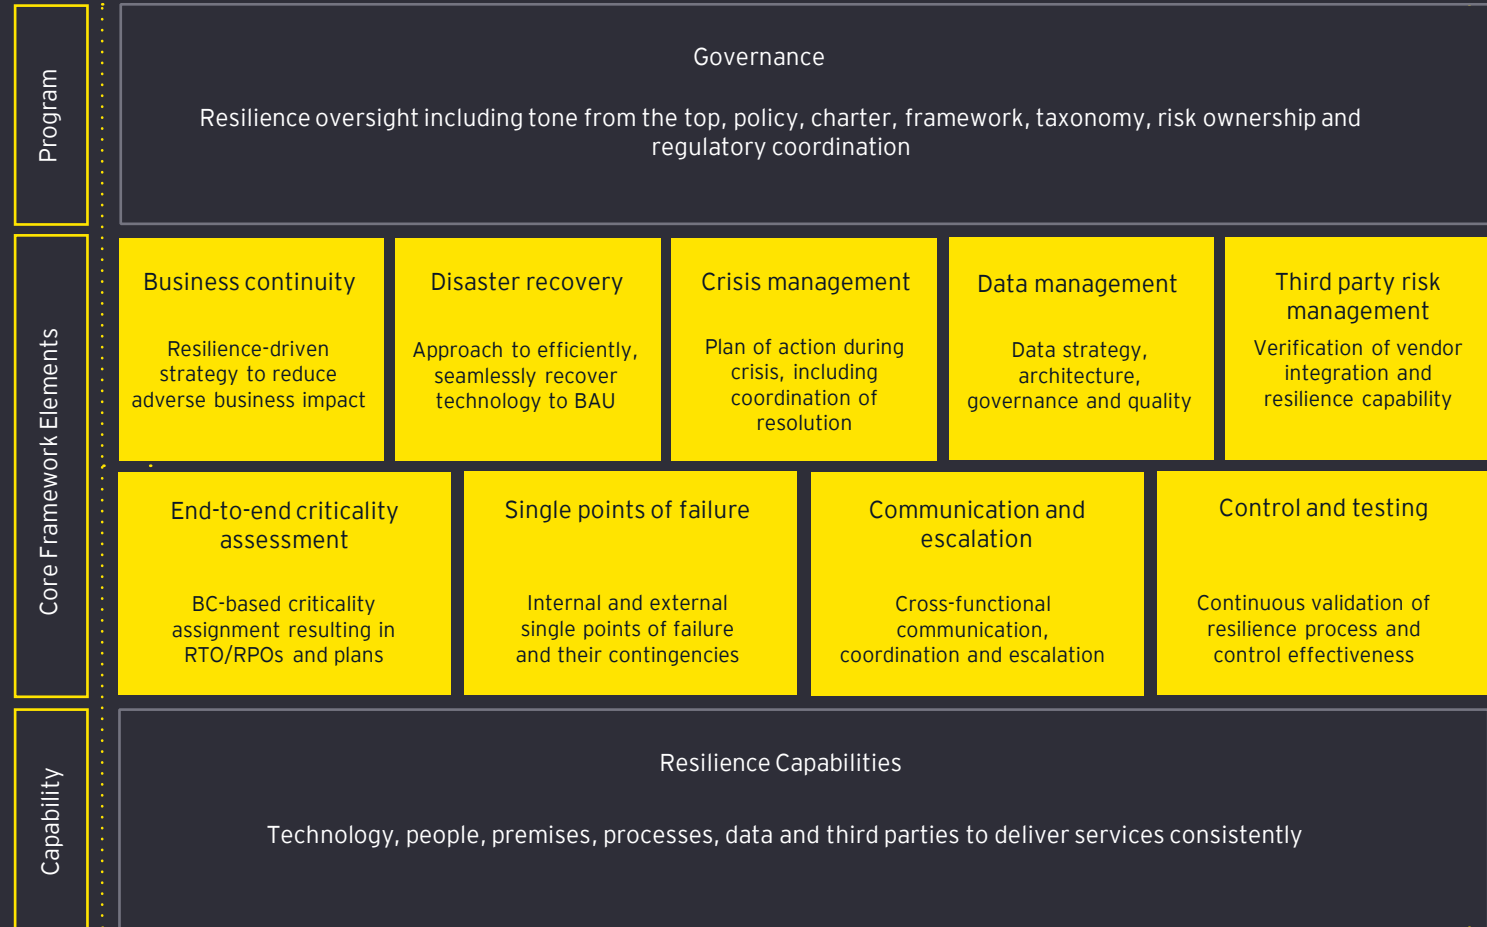 Program
Governance
Resilience oversight including tone from the top, policy, charter, framework, taxonomy, risk ownership and
regulatory coordination
Core Framework Elements
Business continuity
Resilience-driven
strategy to reduce
adverse business impact
Disaster recovery
Approach to efficiently,
seamlessly recover
technology to BAU
Crisis management
Plan of action during
crisis, including
coordination of
resolution
Data management
Data strategy,
architecture,
governance and quality
Third party risk
management
Verification of vendor
integration and
resilience capability
End-to-end criticality
assessment
BC-based criticality
assignment resulting in
RTO/RPOs and plans
Single points of failure
Internal and external
single points of failure
and their contingencies
Communication and
escalation
Cross-functional
communication,
coordination and escalation
Control and testing
Continuous validation of
resilience process and
control effectiveness
Capability
Resilience Capabilities
Technology, people, premises, processes, data and third parties to deliver services consistently